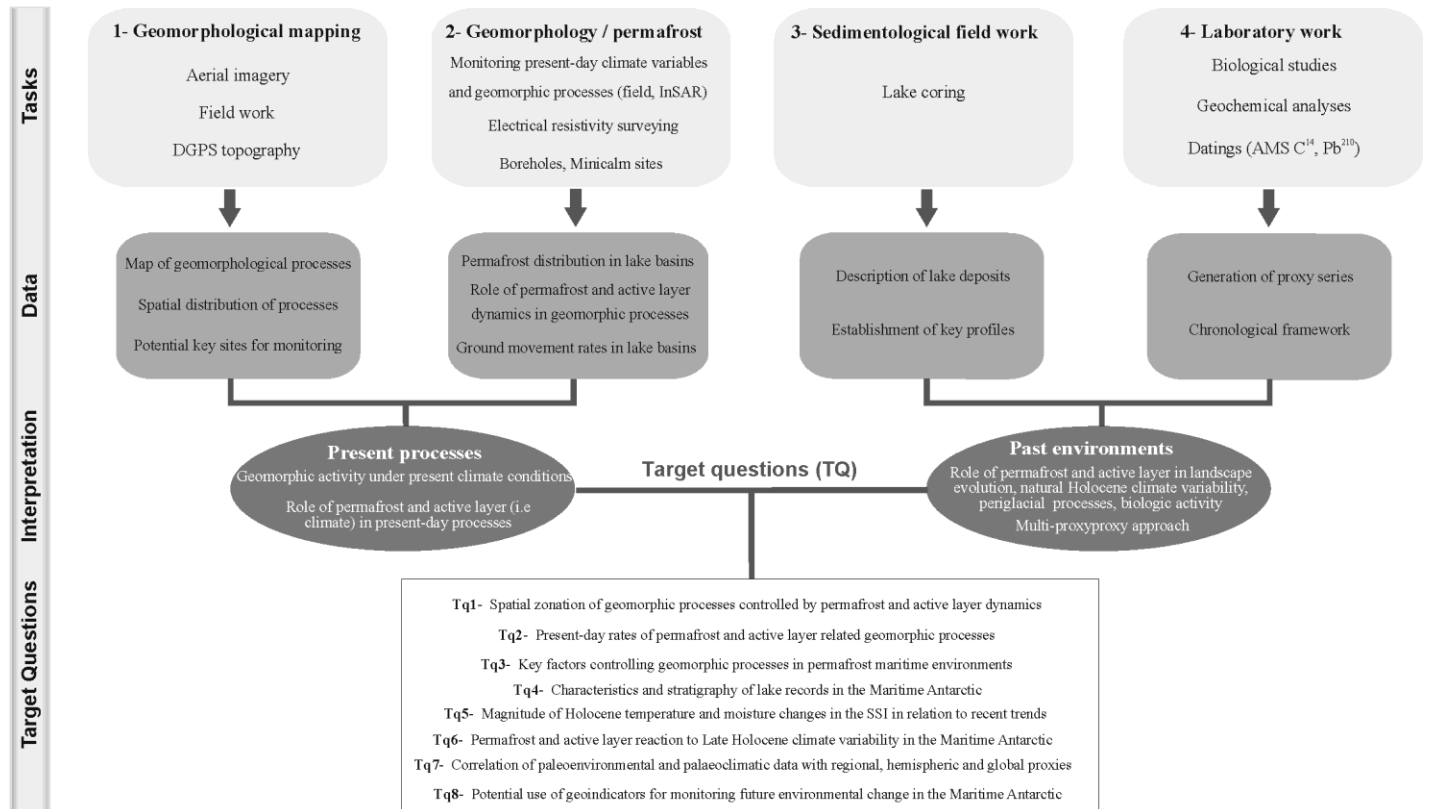 Tasks
1- Geomorphological mapping
Aerial imagery
Field work
DGPS topography
2- Geomorphology / permafrost
Monitoring present-day climate variables
and geomorphic processes (field, InSAR)
Electrical resistivity surveying
Boreholes, Minicalm sites
3- Sedimentological field work
Lake coring
4- Laboratory work
Biological studies
Geochemical analyses
Datings (AMS C¹⁴, Pb²¹⁰)
Data
Map of geomorphological processes
Spatial distribution of processes
Potential key sites for monitoring
Permafrost distribution in lake basins
Role of permafrost and active layer
dynamics in geomorphic processes
Ground movement rates in lake basins
Description of lake deposits
Establishment of key profiles
Generation of proxy series
Chronological framework
Interpretation
Present processes
Geomorphic activity under present climate conditions
Role of permafrost and active layer (i.e
climate) in present-day processes
Target questions (TQ)
Past environments
Role of permafrost and active layer in landscape
evolution, natural Holocene climate variability,
periglacial processes, biologic activity
Multi-proxyproxy approach
Target Questions
Tq1- Spatial zonation of geomorphic processes controlled by permafrost and active layer dynamics
Tq2- Present-day rates of permafrost and active layer related geomorphic processes
Tq3- Key factors controlling geomorphic processes in permafrost maritime environments
Tq4- Characteristics and stratigraphy of lake records in the Maritime Antarctic
Tq5- Magnitude of Holocene temperature and moisture changes in the SSI in relation to recent trends
Tq6- Permafrost and active layer reaction to Late Holocene climate variability in the Maritime Antarctic
Tq7- Correlation of paleoenvironmental and palaeoclimatic data with regional, hemispheric and global proxies
Tq8- Potential use of geoindicators for monitoring future environmental change in the Maritime Antarctic